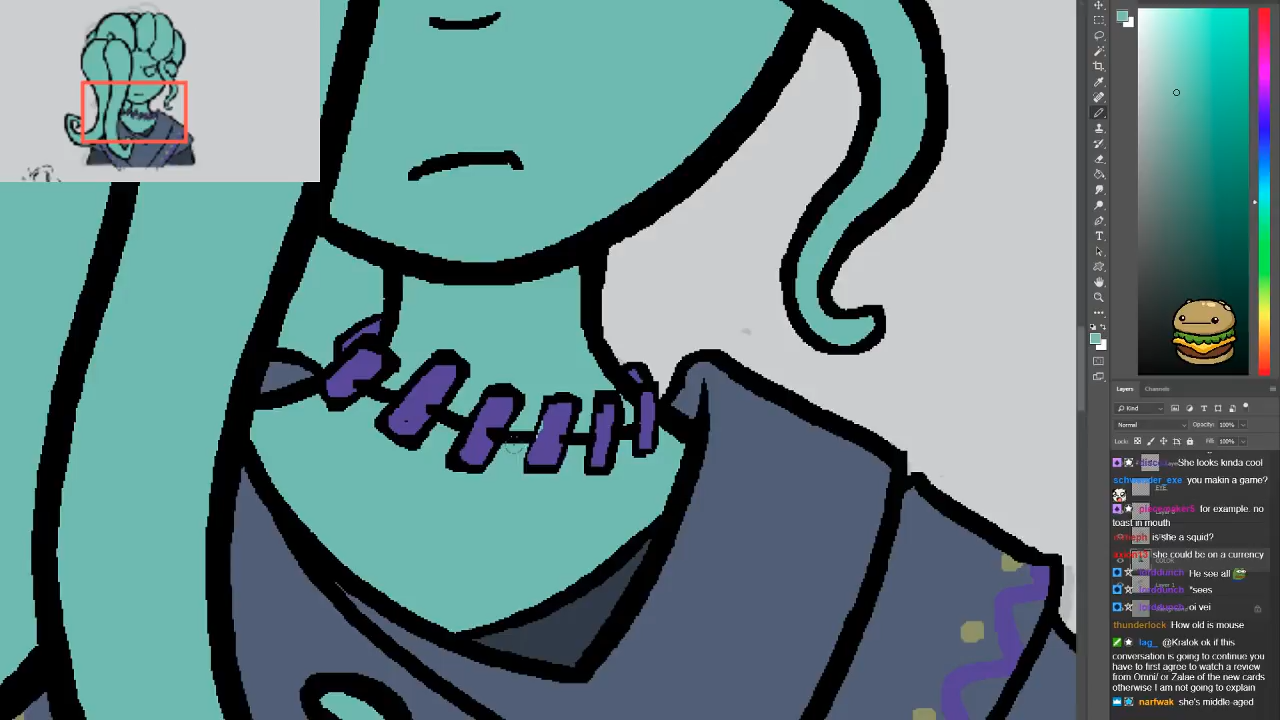 Layers Channels
Kind
Normal Opacity: 100%
Lock: Fill: 100%
She looks kinda cool
you makin a game?
for example. no
toast in mouth
is she a squid?
she could be on a currency
lorddunch He see all
lorddunch *sees
lorddunch oi vei
thunderlock How old is mouse
lag_ @Kratok ok if this
conversation is going to continue you
have to first agree to watch a review
from Omni/ or Zalae of the new cards
otherwise I am not going to explain
narfwak she's middle aged